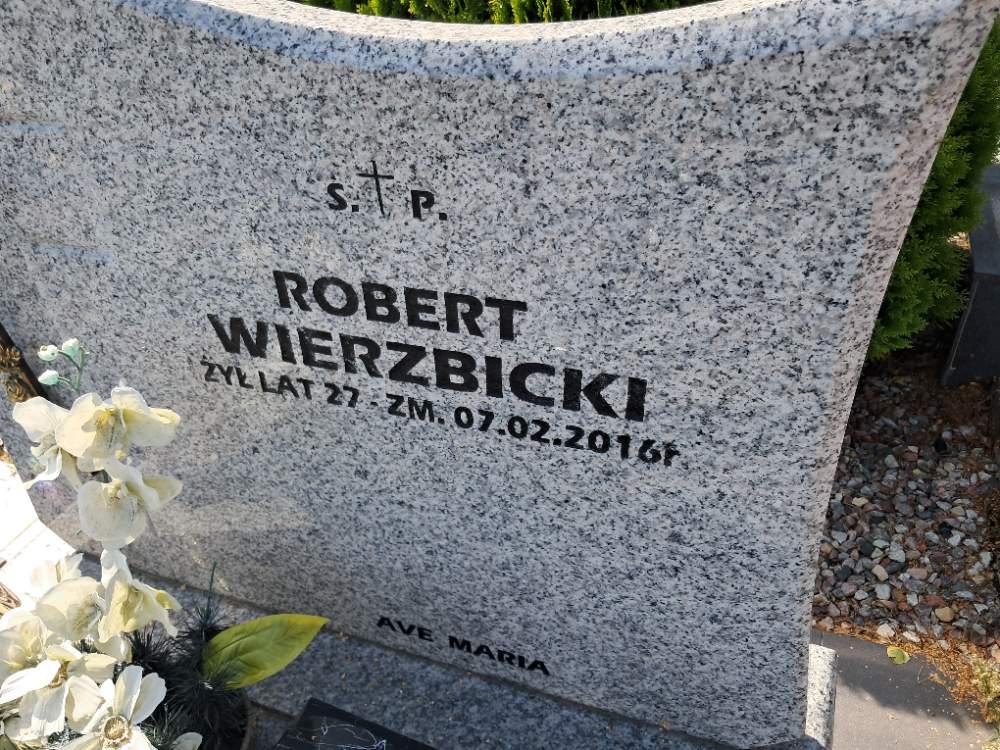 S. P.
ROBERT
WIERZBICKI
ŻYŁ LAT 27 - ZM. 07.02.2016r
AVE MARIA